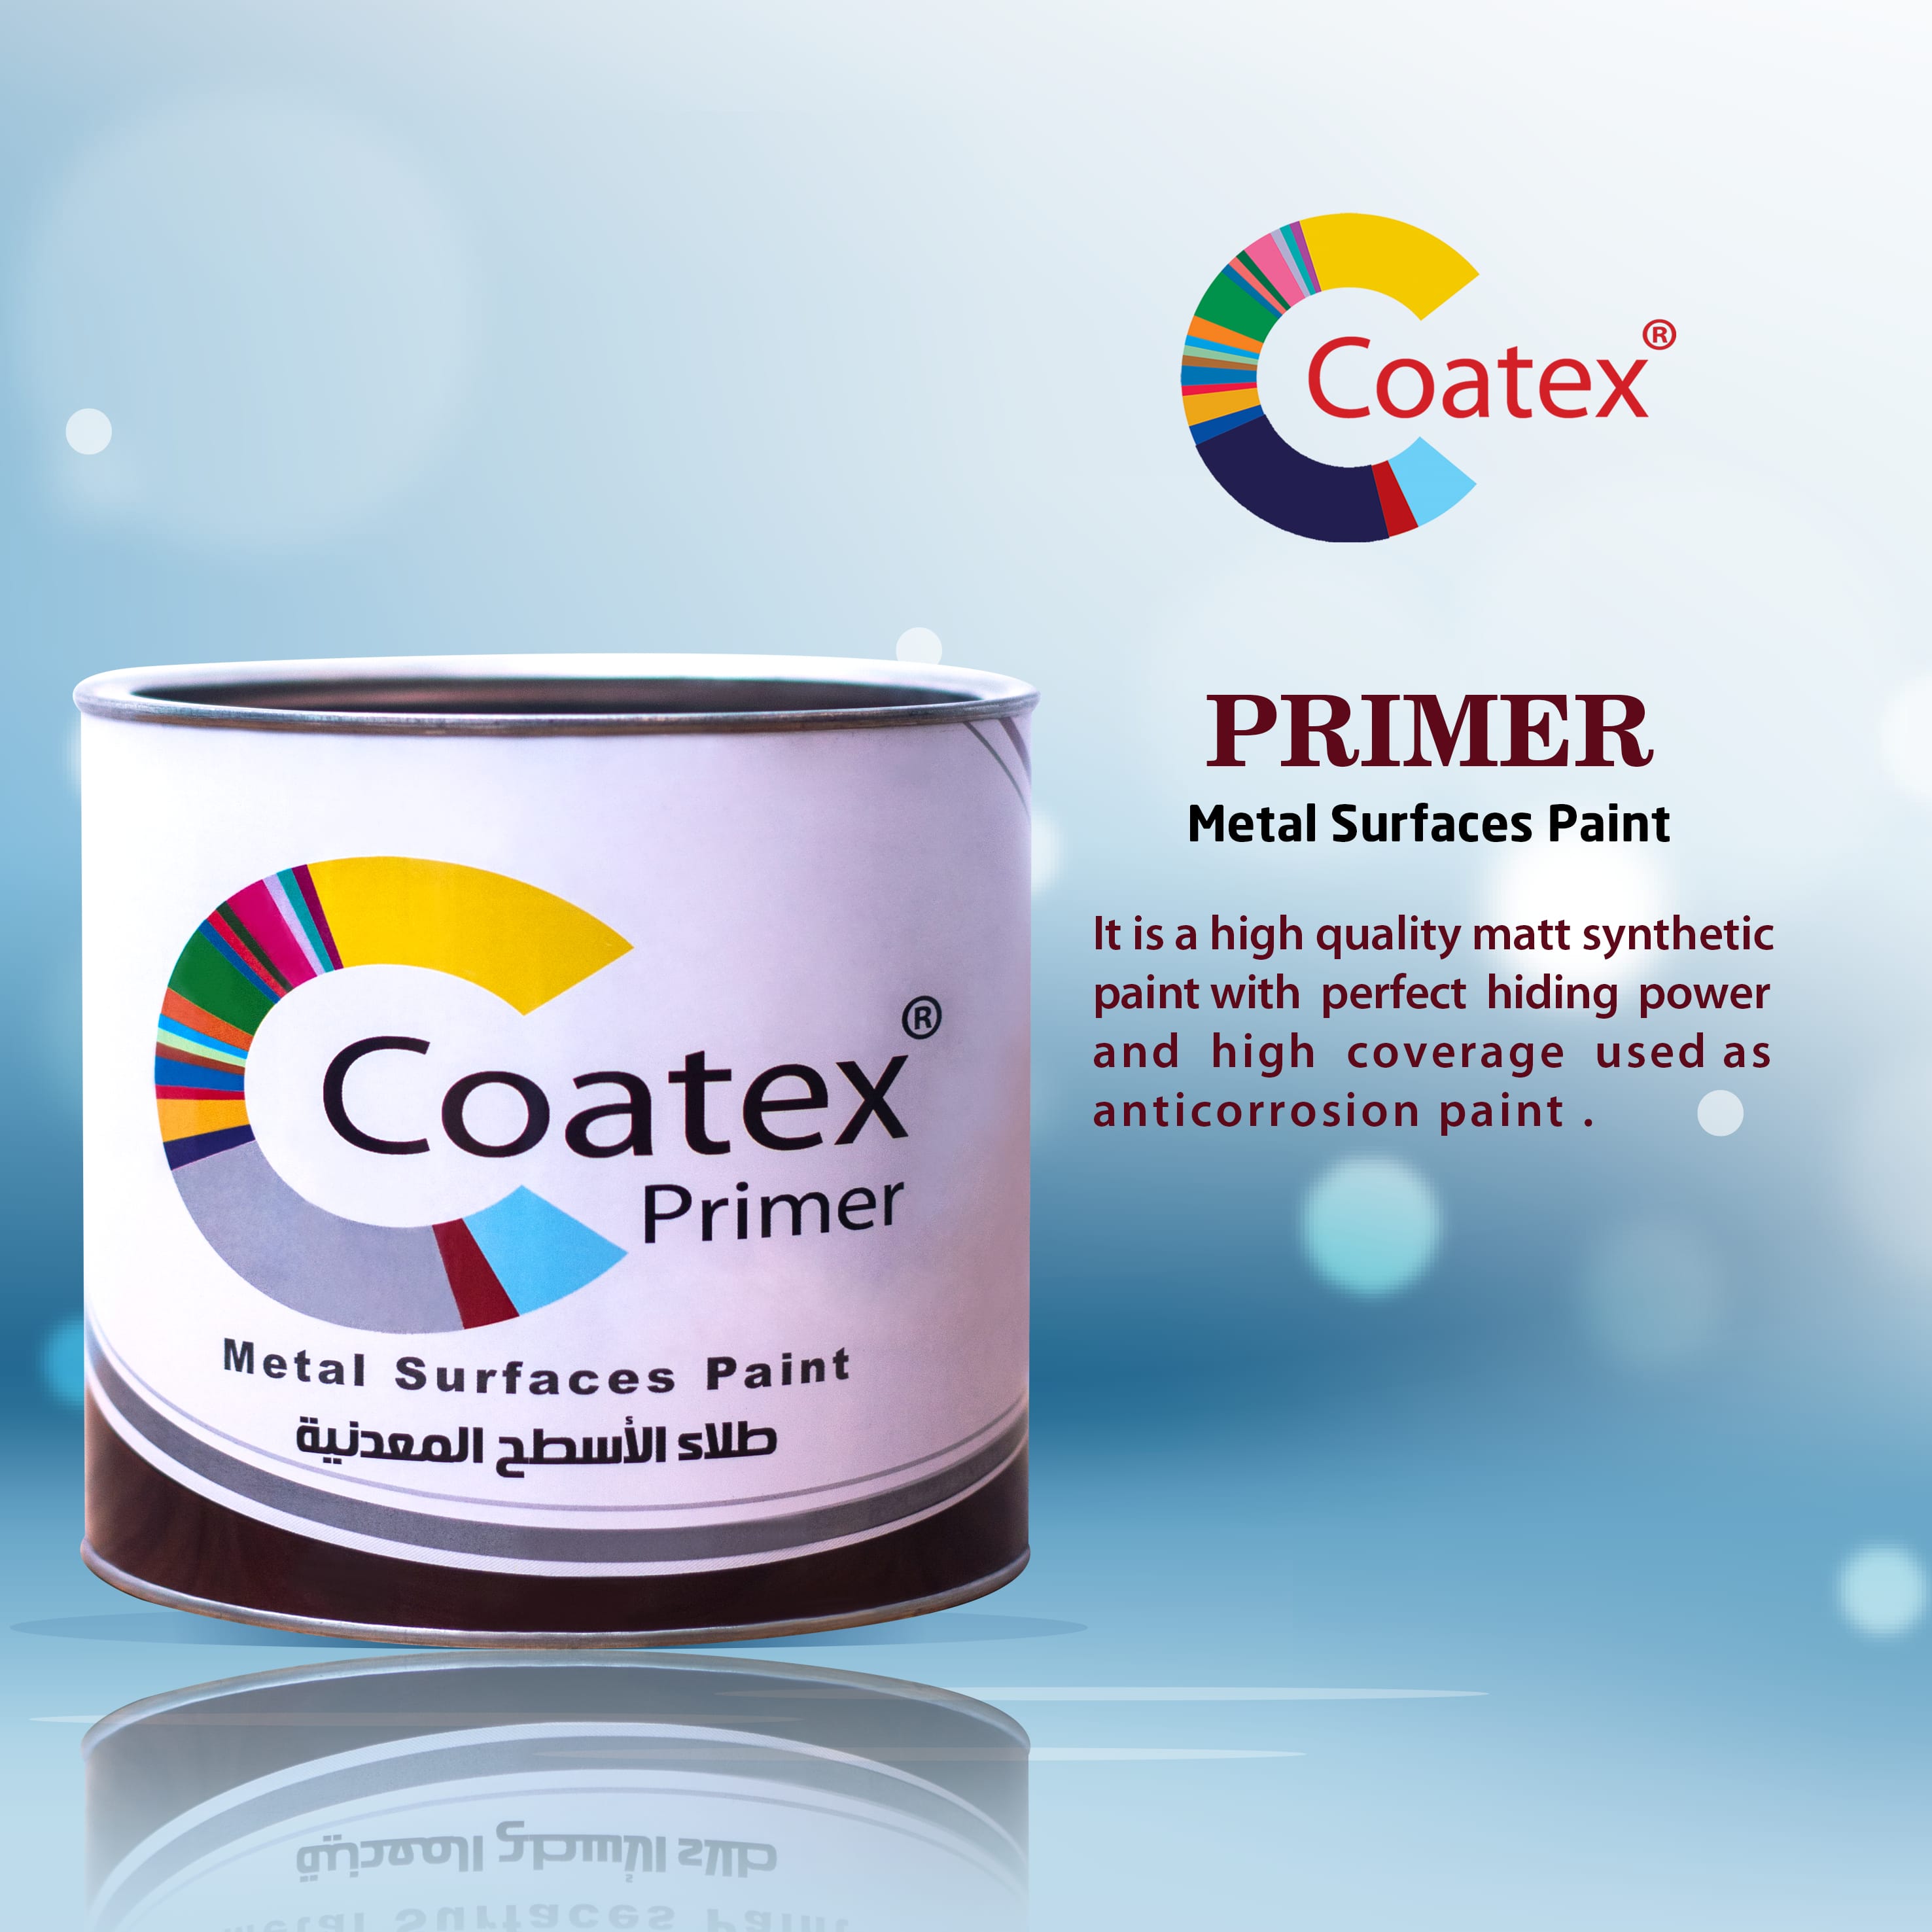 Coatex®
PRIMER
Metal Surfaces Paint
It is a high quality matt synthetic
paint with perfect hiding power
and high coverage used as
anticorrosion paint .
Coatex®
Primer
Metal Surfaces Paint
طلاء الأسطح المعدنية